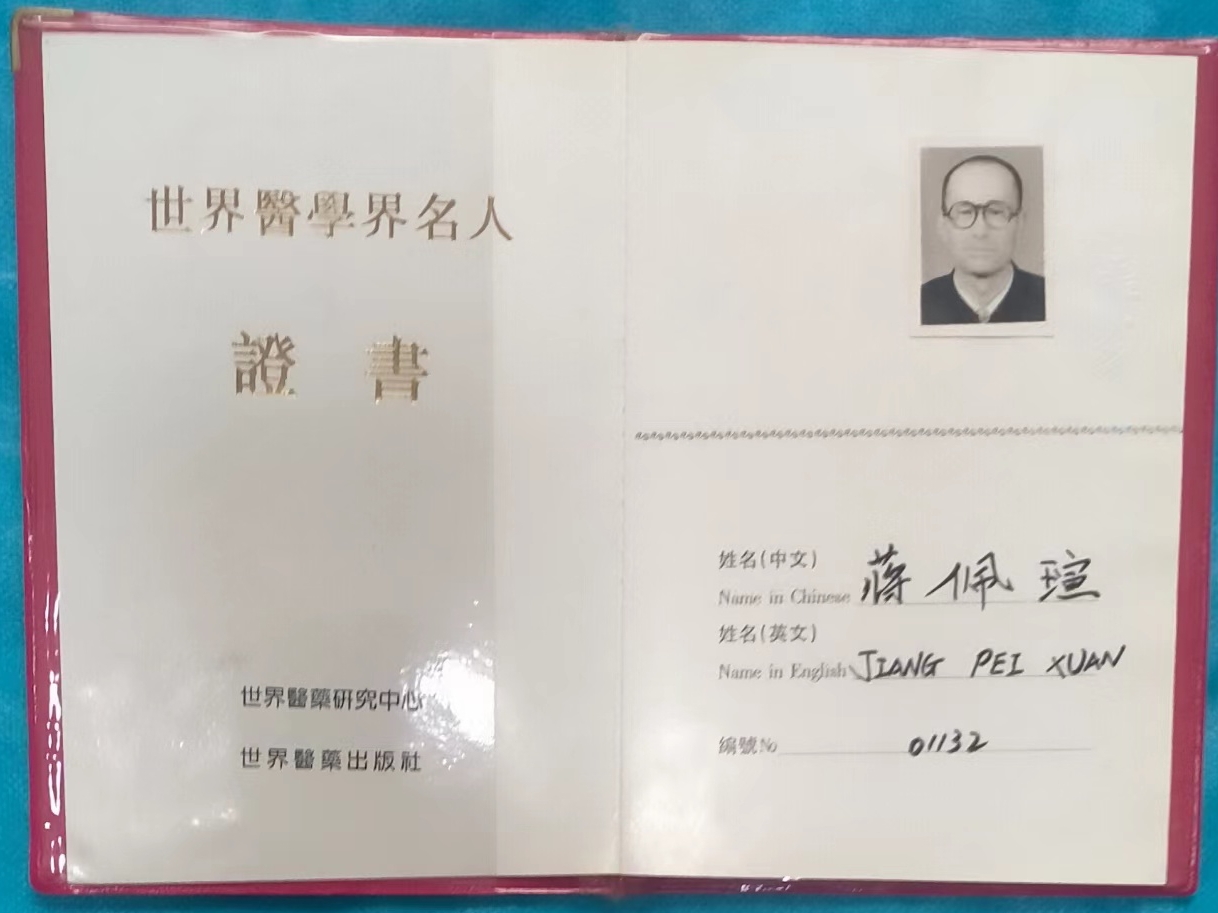 世界醫學界名人
證書
世界醫藥研究中心
世界醫藥出版社
姓名(中文)
Name in Chinese 蔣佩瑄
姓名(英文)
Name in English JIANG PEI XUAN
編號No 01132